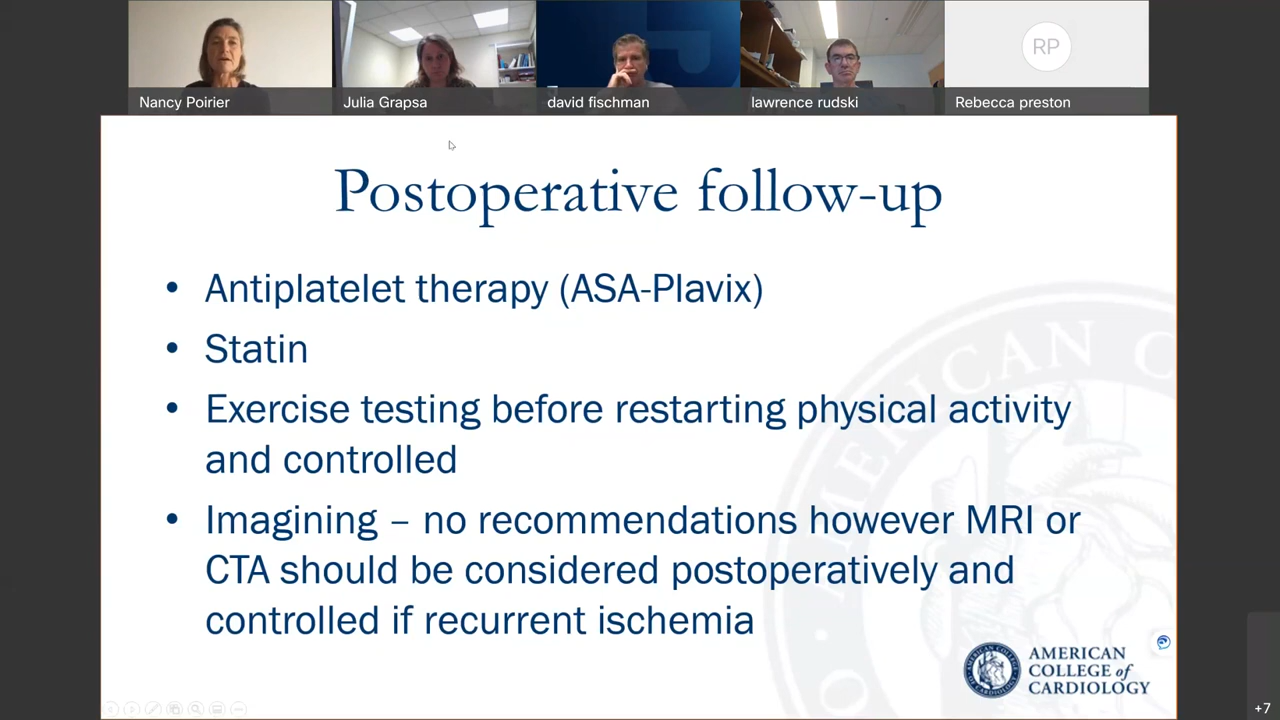 Nancy Poirier
Julia Grapsa
david fischman
lawrence rudski
RP
Rebecca preston
Postoperative follow-up
• Antiplatelet therapy (ASA-Plavix)
• Statin
• Exercise testing before restarting physical activity
and controlled
• Imagining – no recommendations however MRI or
CTA should be considered postoperatively and
controlled if recurrent ischemia
AMERICAN
COLLEGE of
CARDIOLOGY
+7